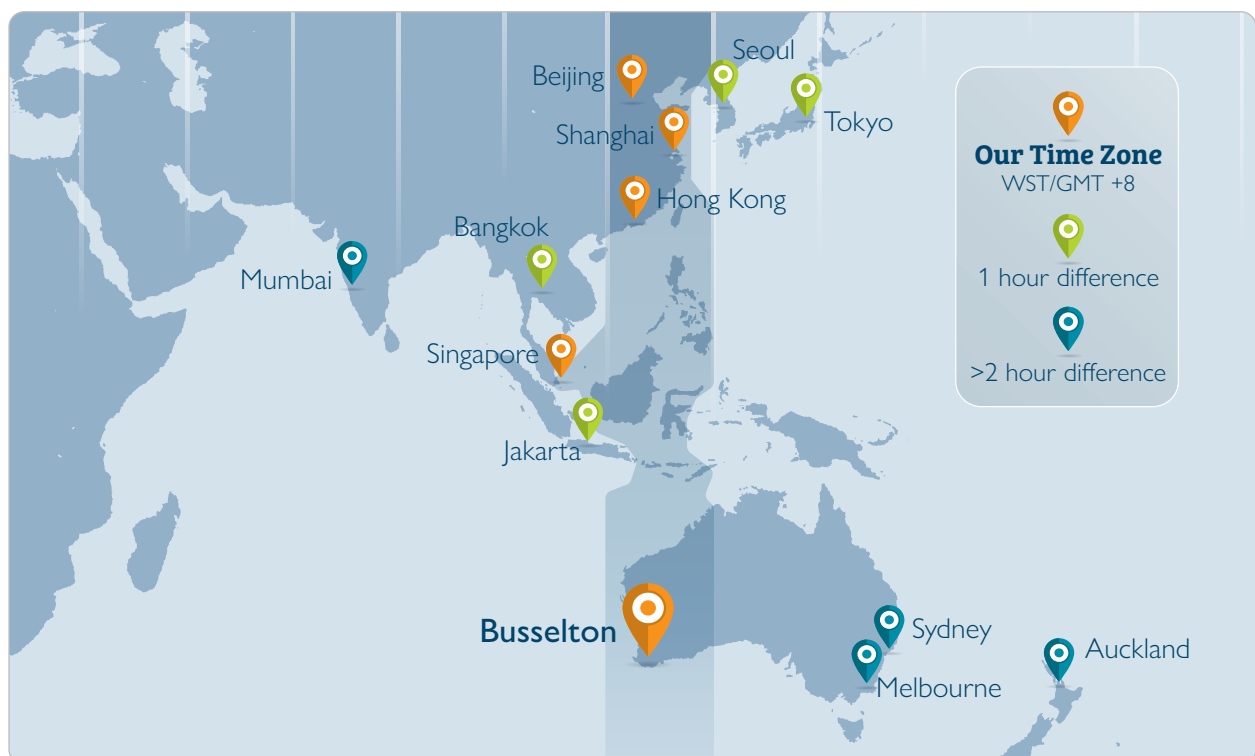 Seoul
Beijing
Tokyo
Shanghai
Hong Kong
Bangkok
Mumbai
Singapore
Jakarta
Busselton
Sydney
Auckland
Melbourne
Our Time Zone
WST/GMT +8
1 hour difference
>2 hour difference